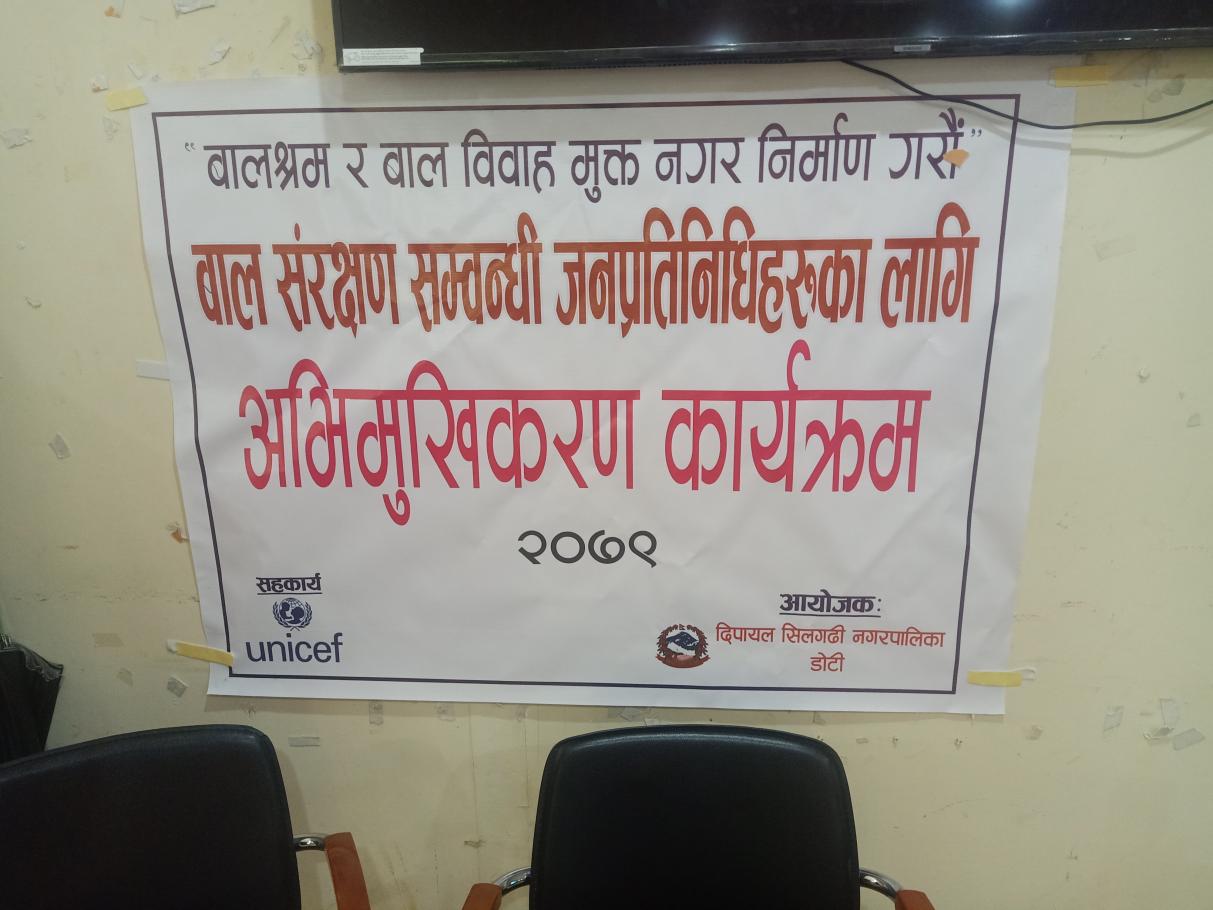 “ बालश्रम र बाल विवाह मुक्त नगर निर्माण गरौं ”
बाल संरक्षण सम्वन्धी जनप्रतिनिधिहरुका लागि
अभिमुखिकरण कार्यक्रम
२०७९
सहकार्य
unicef
आयोजकः
दिपायल सिलगढी नगरपालिका
डोटी